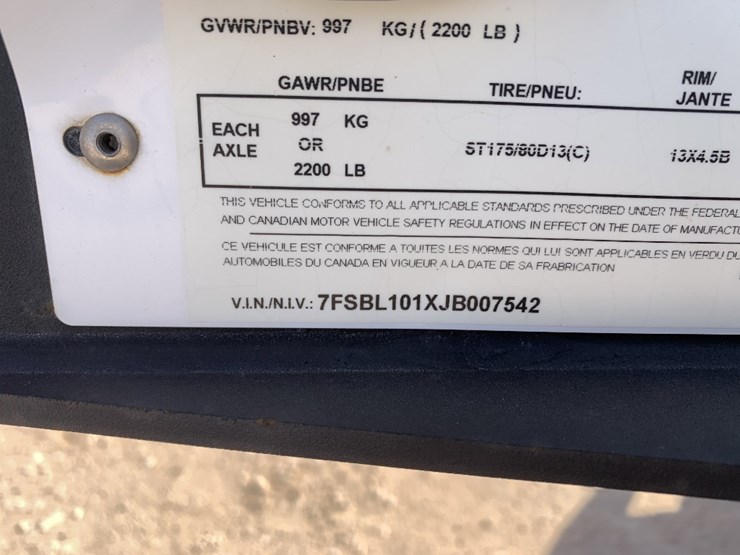 GVWR/PNBV: 997 KG/( 2200 LB )
GAWR/PNBE TIRE/PNEU: RIM/
JANTE
EACH AXLE 997 KG
OR
2200 LB ST175/80D13(C) 13X4.5B
THIS VEHICLE CONFORMS TO ALL APPLICABLE STANDARDS PRESCRIBED UNDER THE FEDERAL
AND CANADIAN MOTOR VEHICLE SAFETY REGULATIONS IN EFFECT ON THE DATE OF MANUFACTU
CE VEHICULE EST CONFORME A TOUITES LES NORMES QUI LUI SONT APPLICABLES EN VERDU DU
AUTOMOBILES DU CANADA EN VIGUEUR A LA DATE DE SA FRABRICATION
V.I.N./N.I.V.: 7FSBL101XJB007542